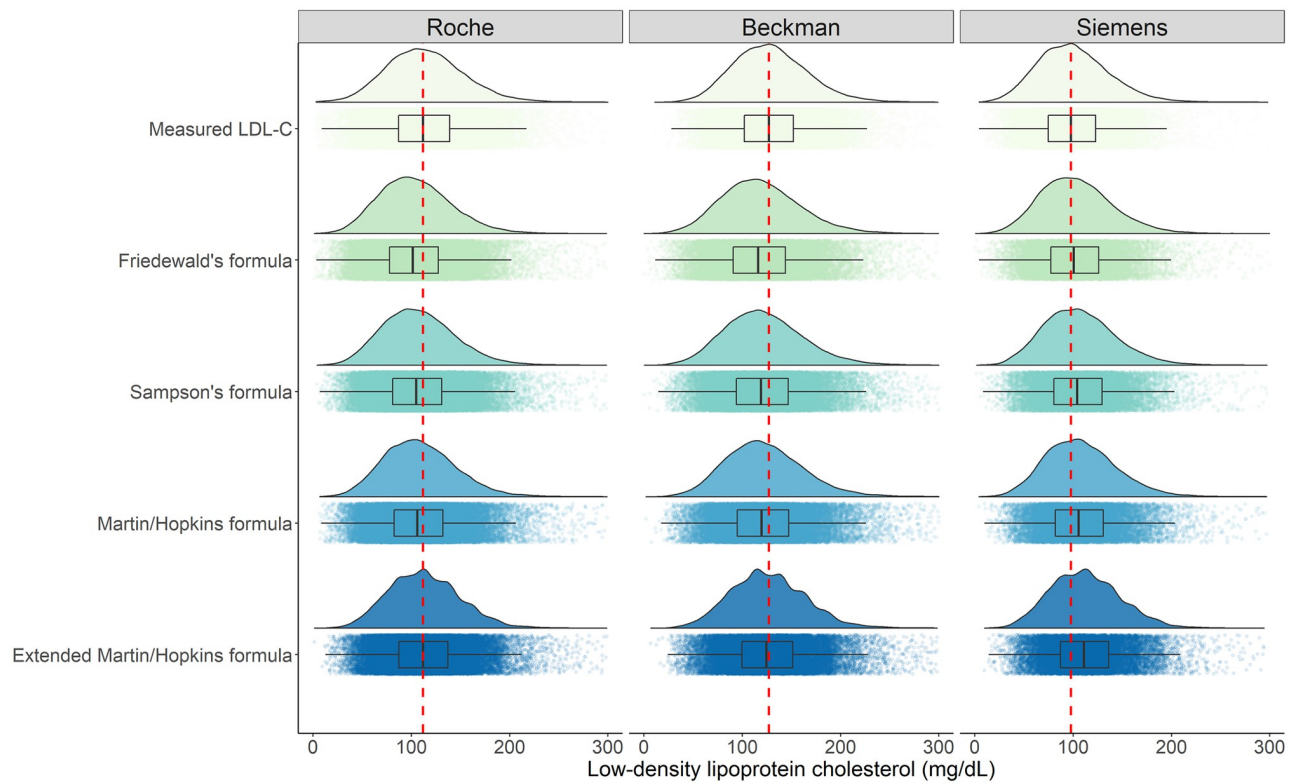 Roche Beckman Siemens
Measured LDL-C
Friedewald's formula
Sampson's formula
Martin/Hopkins formula
Extended Martin/Hopkins formula
0 100 200 300 0 100 200 300 0 100 200 300
Low-density lipoprotein cholesterol (mg/dL)